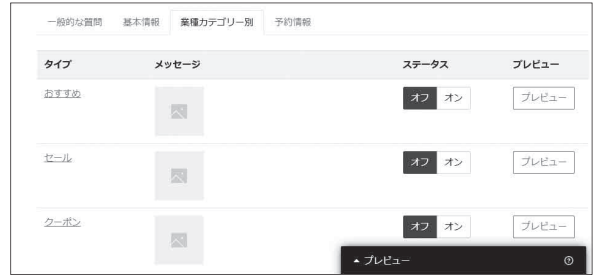 一般的な質問 基本情報 業種カテゴリー別 予約情報
タイプ メッセージ ステータス プレビュー
おすすめ オフ オン プレビュー
セール オフ オン プレビュー
クーポン オフ オン プレビュー
プレビュー